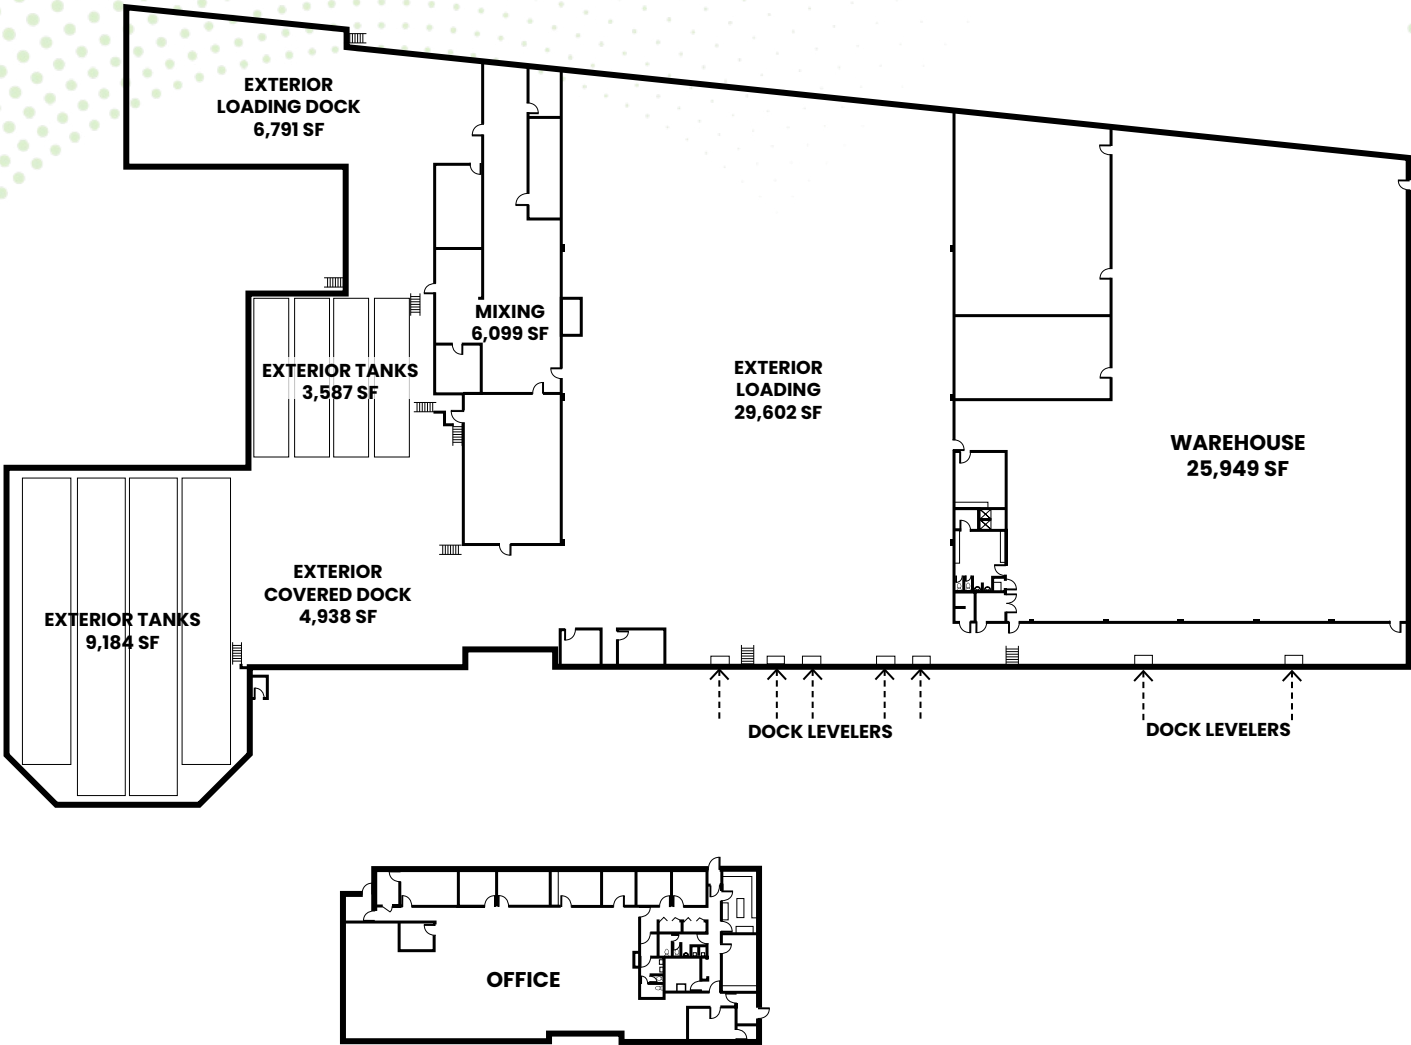 EXTERIOR
LOADING DOCK
6,791 SF
MIXING
6,099 SF
EXTERIOR TANKS
3,587 SF
EXTERIOR
LOADING
29,602 SF
WAREHOUSE
25,949 SF
EXTERIOR
COVERED DOCK
4,938 SF
EXTERIOR TANKS
9,184 SF
DOCK LEVELERS
DOCK LEVELERS
OFFICE